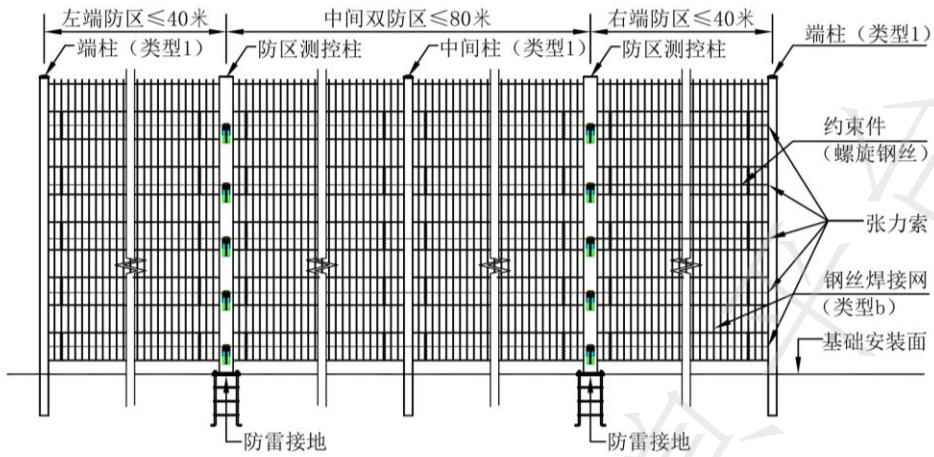 左端防区≤40米
中间双防区≤80米
右端防区≤40米
端柱（类型1）
防区测控柱
中间柱（类型1）
防区测控柱
端柱（类型1）
约束件
（螺旋钢丝）
张力索
钢丝焊接网
（类型b）
基础安装面
防雷接地
防雷接地